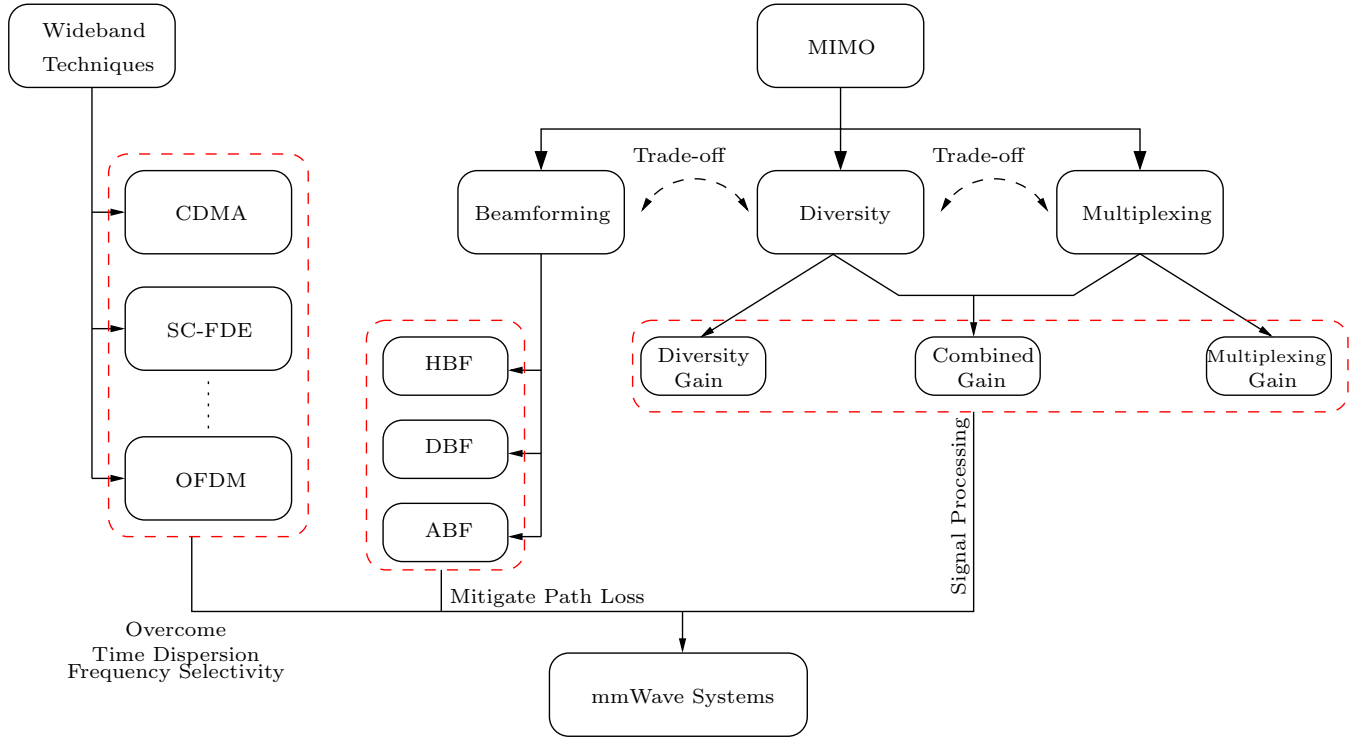 Wideband
Techniques
MIMO
Trade-off
Trade-off
CDMA
Beamforming
Diversity
Multiplexing
SC-FDE
HBF
Diversity
Gain
Combined
Gain
Multiplexing
Gain
DBF
OFDM
ABF
Signal Processing
Mitigate Path Loss
Overcome
Time Dispersion
Frequency Selectivity
mmWave Systems